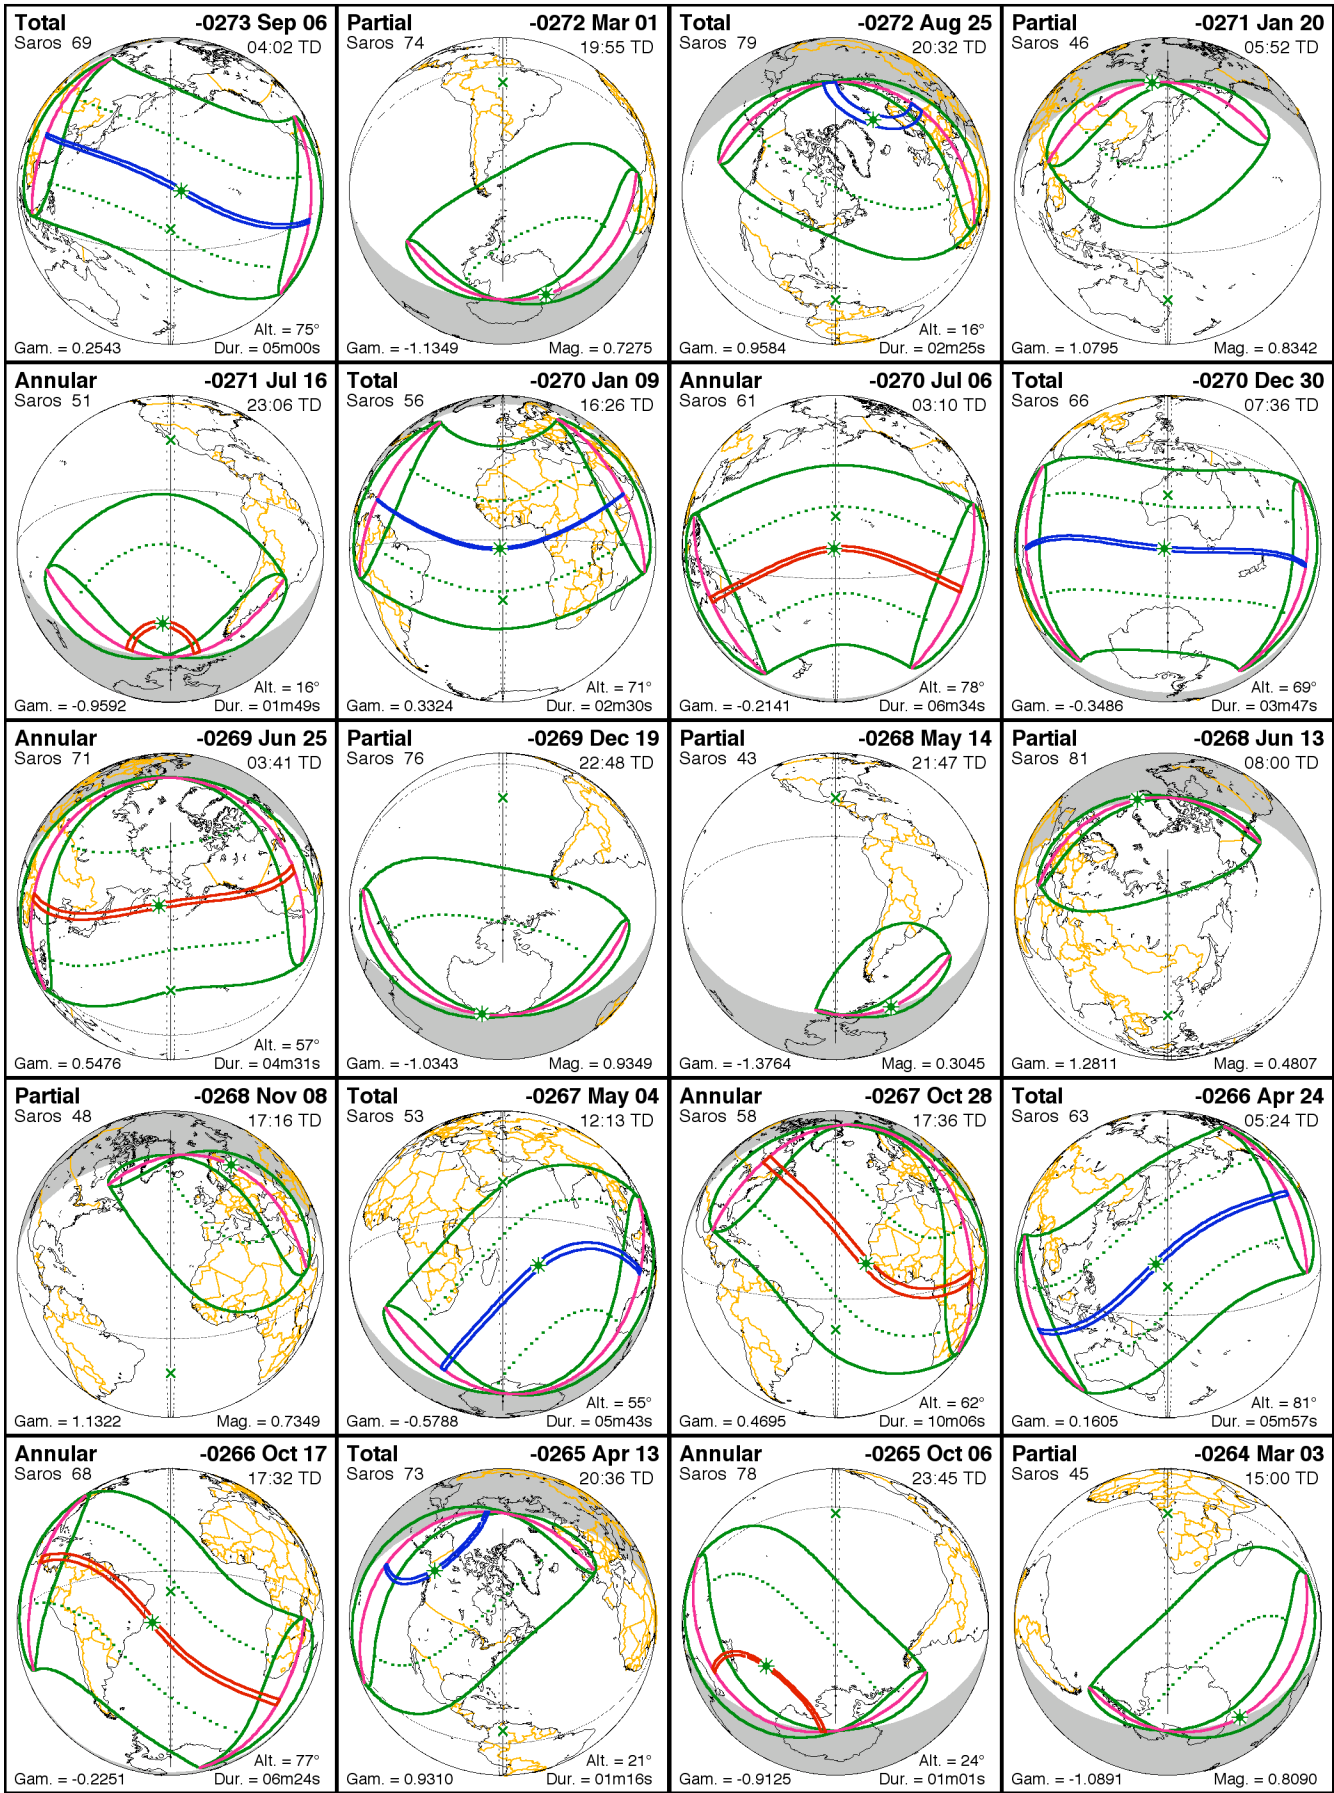 Total -0273 Sep 06
Saros 69 04:02 TD
Alt. = 75°
Gam. = 0.2543 Dur. = 05m00s
Partial -0272 Mar 01
Saros 74 19:55 TD
Gam. = -1.1349 Mag. = 0.7275
Total -0272 Aug 25
Saros 79 20:32 TD
Alt. = 16°
Gam. = 0.9584 Dur. = 02m25s
Partial -0271 Jan 20
Saros 46 05:52 TD
Gam. = 1.0795 Mag. = 0.8342
Annular -0271 Jul 16
Saros 51 23:06 TD
Alt. = 16°
Gam. = -0.9592 Dur. = 01m49s
Total -0270 Jan 09
Saros 56 16:26 TD
Alt. = 71°
Gam. = 0.3324 Dur. = 02m30s
Annular -0270 Jul 06
Saros 61 03:10 TD
Alt. = 78°
Gam. = -0.2141 Dur. = 06m34s
Total -0270 Dec 30
Saros 66 07:36 TD
Alt. = 69°
Gam. = -0.3486 Dur. = 03m47s
Annular -0269 Jun 25
Saros 71 03:41 TD
Alt. = 57°
Gam. = 0.5476 Dur. = 04m31s
Partial -0269 Dec 19
Saros 76 22:48 TD
Gam. = -1.0343 Mag. = 0.9349
Partial -0268 May 14
Saros 43 21:47 TD
Gam. = -1.3764 Mag. = 0.3045
Partial -0268 Jun 13
Saros 81 08:00 TD
Gam. = 1.2811 Mag. = 0.4807
Partial -0268 Nov 08
Saros 48 17:16 TD
Gam. = 1.1322 Mag. = 0.7349
Total -0267 May 04
Saros 53 12:13 TD
Alt. = 55°
Gam. = -0.5788 Dur. = 05m43s
Annular -0267 Oct 28
Saros 58 17:36 TD
Alt. = 62°
Gam. = 0.4695 Dur. = 10m06s
Total -0266 Apr 24
Saros 63 05:24 TD
Alt. = 81°
Gam. = 0.1605 Dur. = 05m57s
Annular -0266 Oct 17
Saros 68 17:32 TD
Alt. = 77°
Gam. = -0.2251 Dur. = 06m24s
Total -0265 Apr 13
Saros 73 20:36 TD
Alt. = 21°
Gam. = 0.9310 Dur. = 01m16s
Annular -0265 Oct 06
Saros 78 23:45 TD
Alt. = 24°
Gam. = -0.9125 Dur. = 01m01s
Partial -0264 Mar 03
Saros 45 15:00 TD
Gam. = -1.0891 Mag. = 0.8090